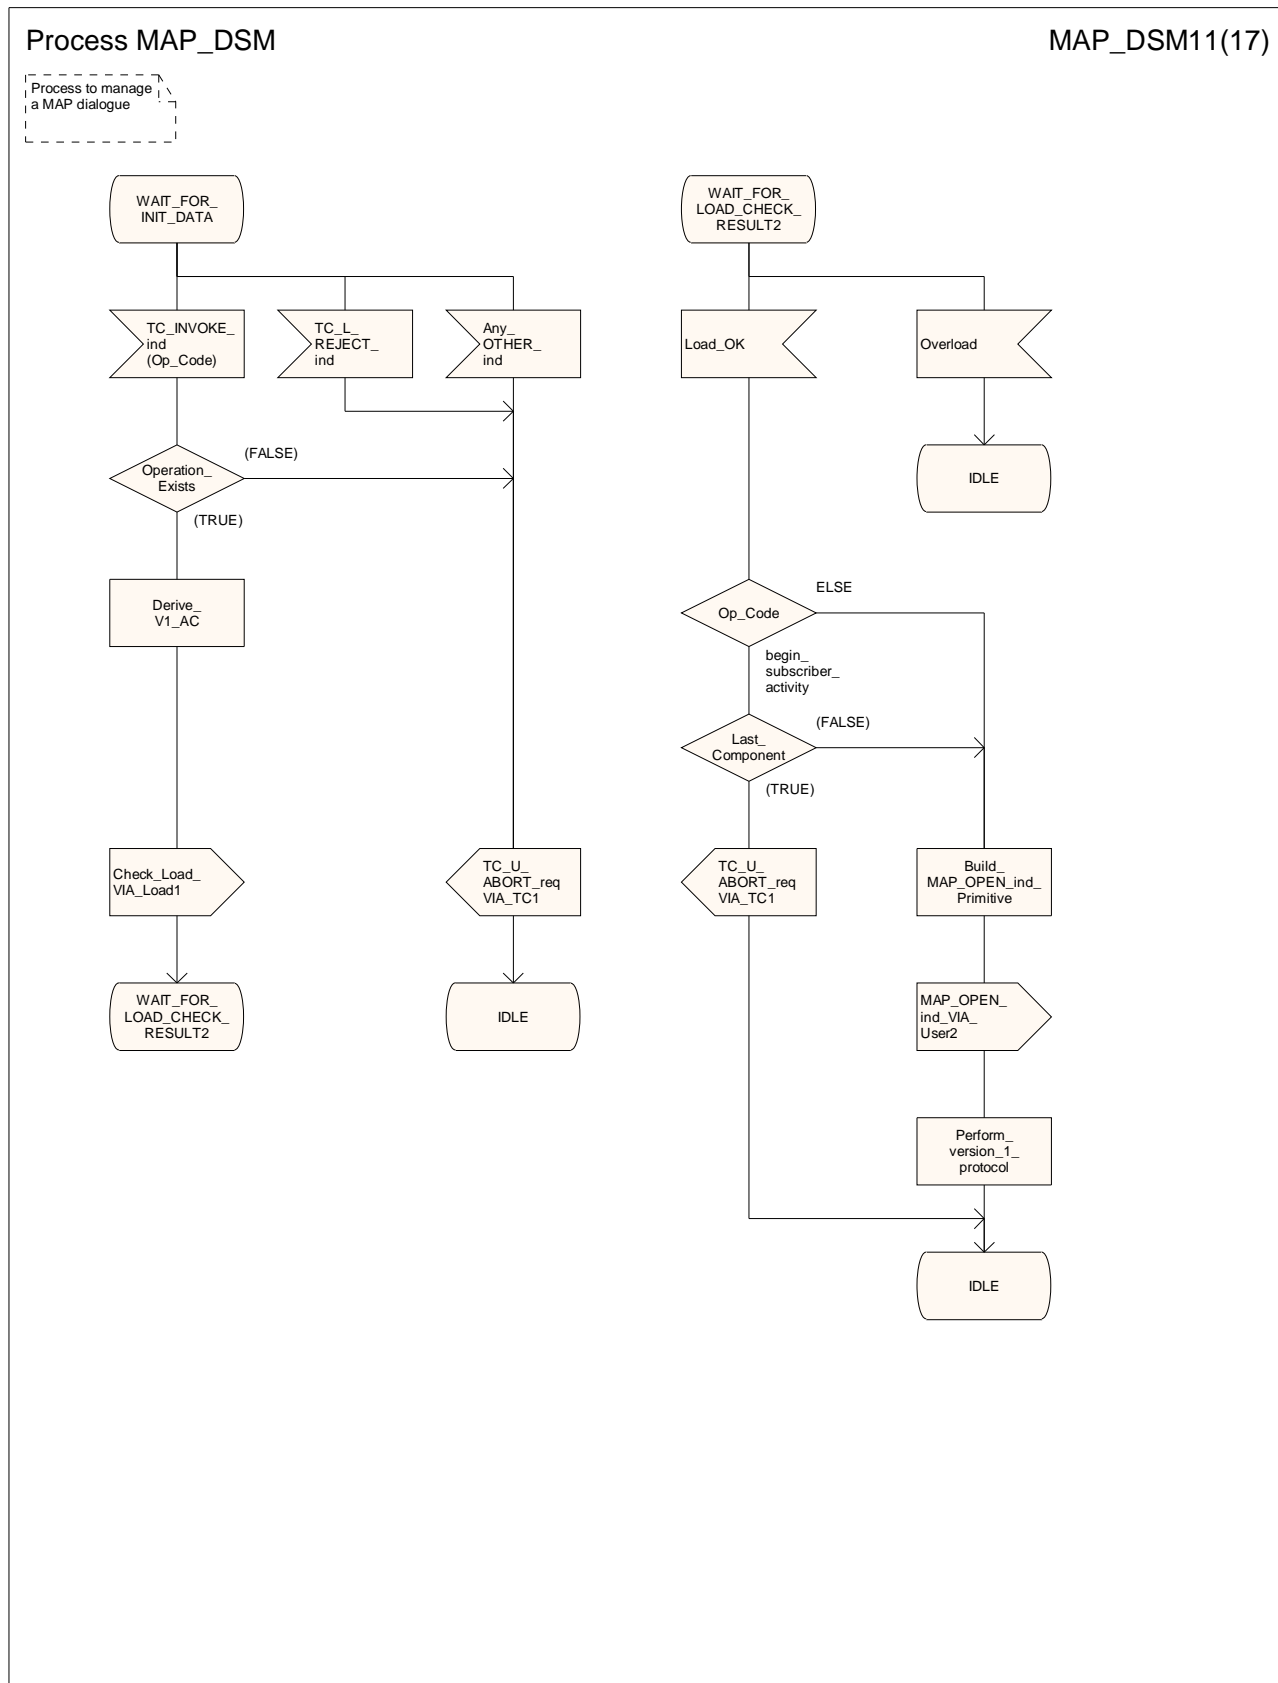 Process MAP_DSM
MAP_DSM11(17)
Process to manage
a MAP dialogue
WAIT_FOR_
INIT_DATA
TC_INVOKE_
ind
(Op_Code)
TC_L_
REJECT_
ind
Any_
OTHER_
ind
Operation_
Exists
(FALSE)
(TRUE)
Derive_
V1_AC
Check_Load_
VIA_Load1
WAIT_FOR_
LOAD_CHECK_
RESULT2
TC_U_
ABORT_req
VIA_TC1
IDLE
WAIT_FOR_
LOAD_CHECK_
RESULT2
Load_OK
Overload
IDLE
Op_Code
ELSE
begin_
subscriber_
activity
Last_
Component
(FALSE)
(TRUE)
TC_U_
ABORT_req
VIA_TC1
Build_
MAP_OPEN_ind_
Primitive
MAP_OPEN_
ind_VIA_
User2
Perform_
version_1_
protocol
IDLE